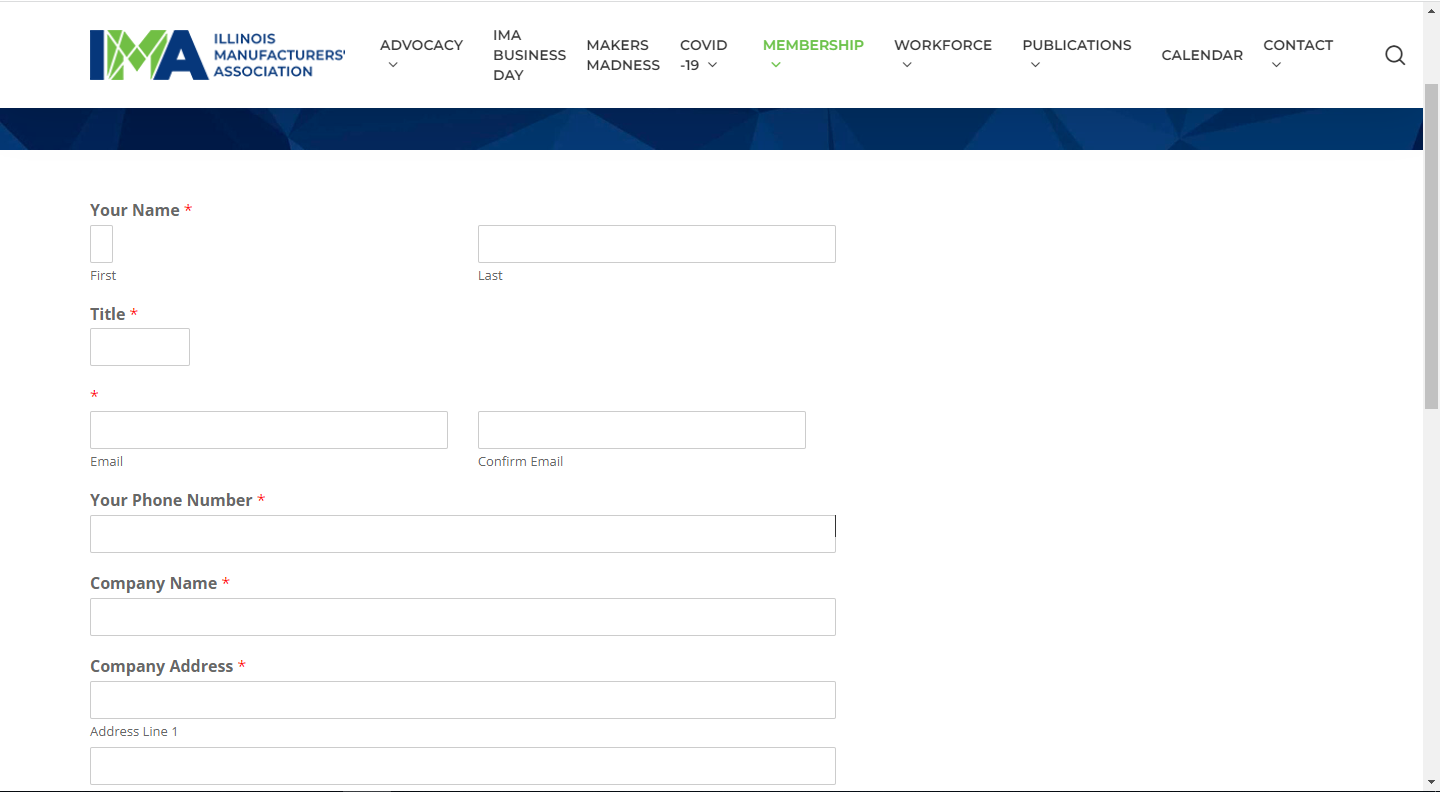 IMA ILLINOIS
MANUFACTURERS'
ASSOCIATION
ADVOCACY
IMA
BUSINESS
DAY
MAKERS
MADNESS
COVID
-19
MEMBERSHIP
WORKFORCE
PUBLICATIONS
CALENDAR
CONTACT
Your Name *
First
Last
Title *
*
Email
Confirm Email
Your Phone Number *
Company Name *
Company Address *
Address Line 1